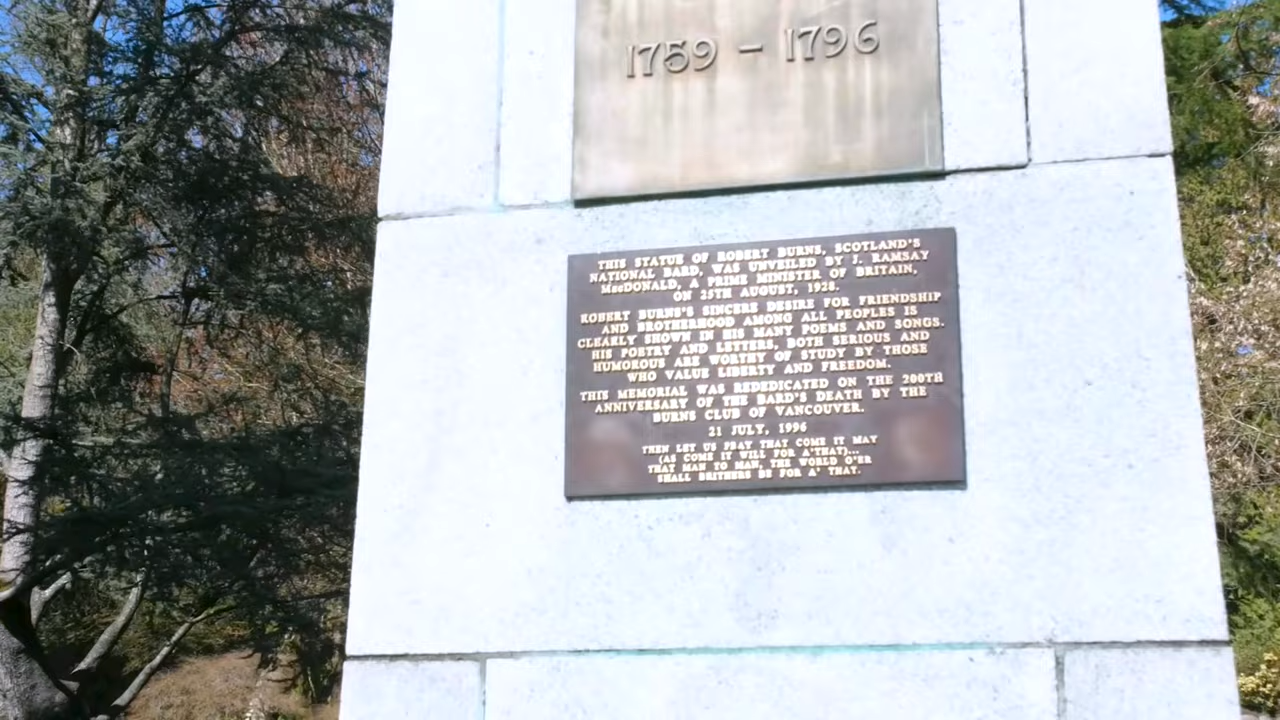 1759 - 1796
THIS STATUE OF ROBERT BURNS, SCOTLAND'S
NATIONAL BARD, WAS UNVEILED BY J. RAMSAY
MacDONALD, A PRIME MINISTER OF BRITAIN,
ON 25TH AUGUST, 1928.
ROBERT BURNS'S SINCERE DESIRE FOR FRIENDSHIP
AND BROTHERHOOD AMONG ALL PEOPLES IS
CLEARLY SHOWN IN HIS MANY POEMS AND SONGS.
HIS POETRY AND LETTERS, BOTH SERIOUS AND
HUMOROUS ARE WORTHY OF STUDY BY THOSE
WHO VALUE LIBERTY AND FREEDOM.
THIS MEMORIAL WAS REDEDICATED ON THE 200TH
ANNIVERSARY OF THE BARD'S DEATH BY THE
BURNS CLUB OF VANCOUVER.
21 JULY, 1996
THEN LET US PRAY THAT COME IT MAY
(AS COME IT WILL FOR A'THAT)...
THAT MAN TO MAN, THE WORLD O'ER
SHALL BRITHERS BE FOR A' THAT.